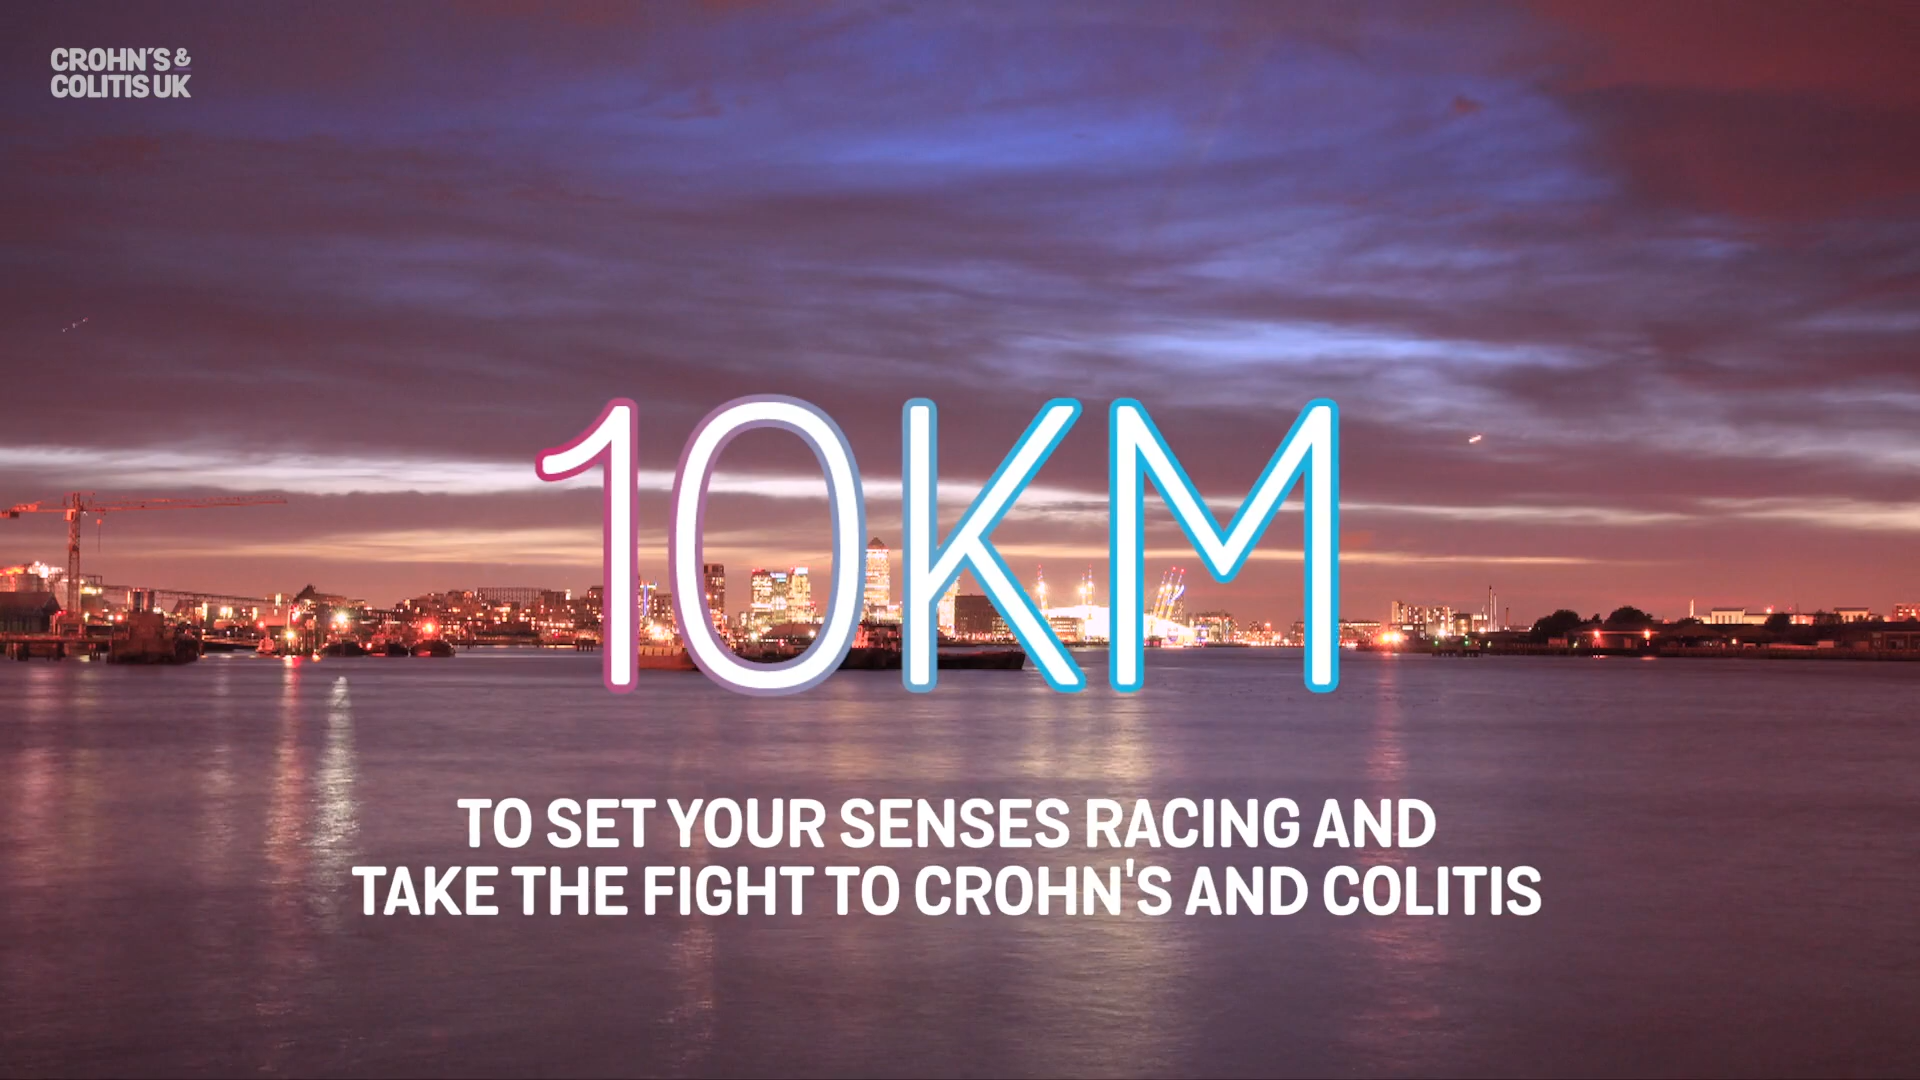 CROHN'S &
COLITIS UK
10KM
TO SET YOUR SENSES RACING AND
TAKE THE FIGHT TO CROHN'S AND COLITIS